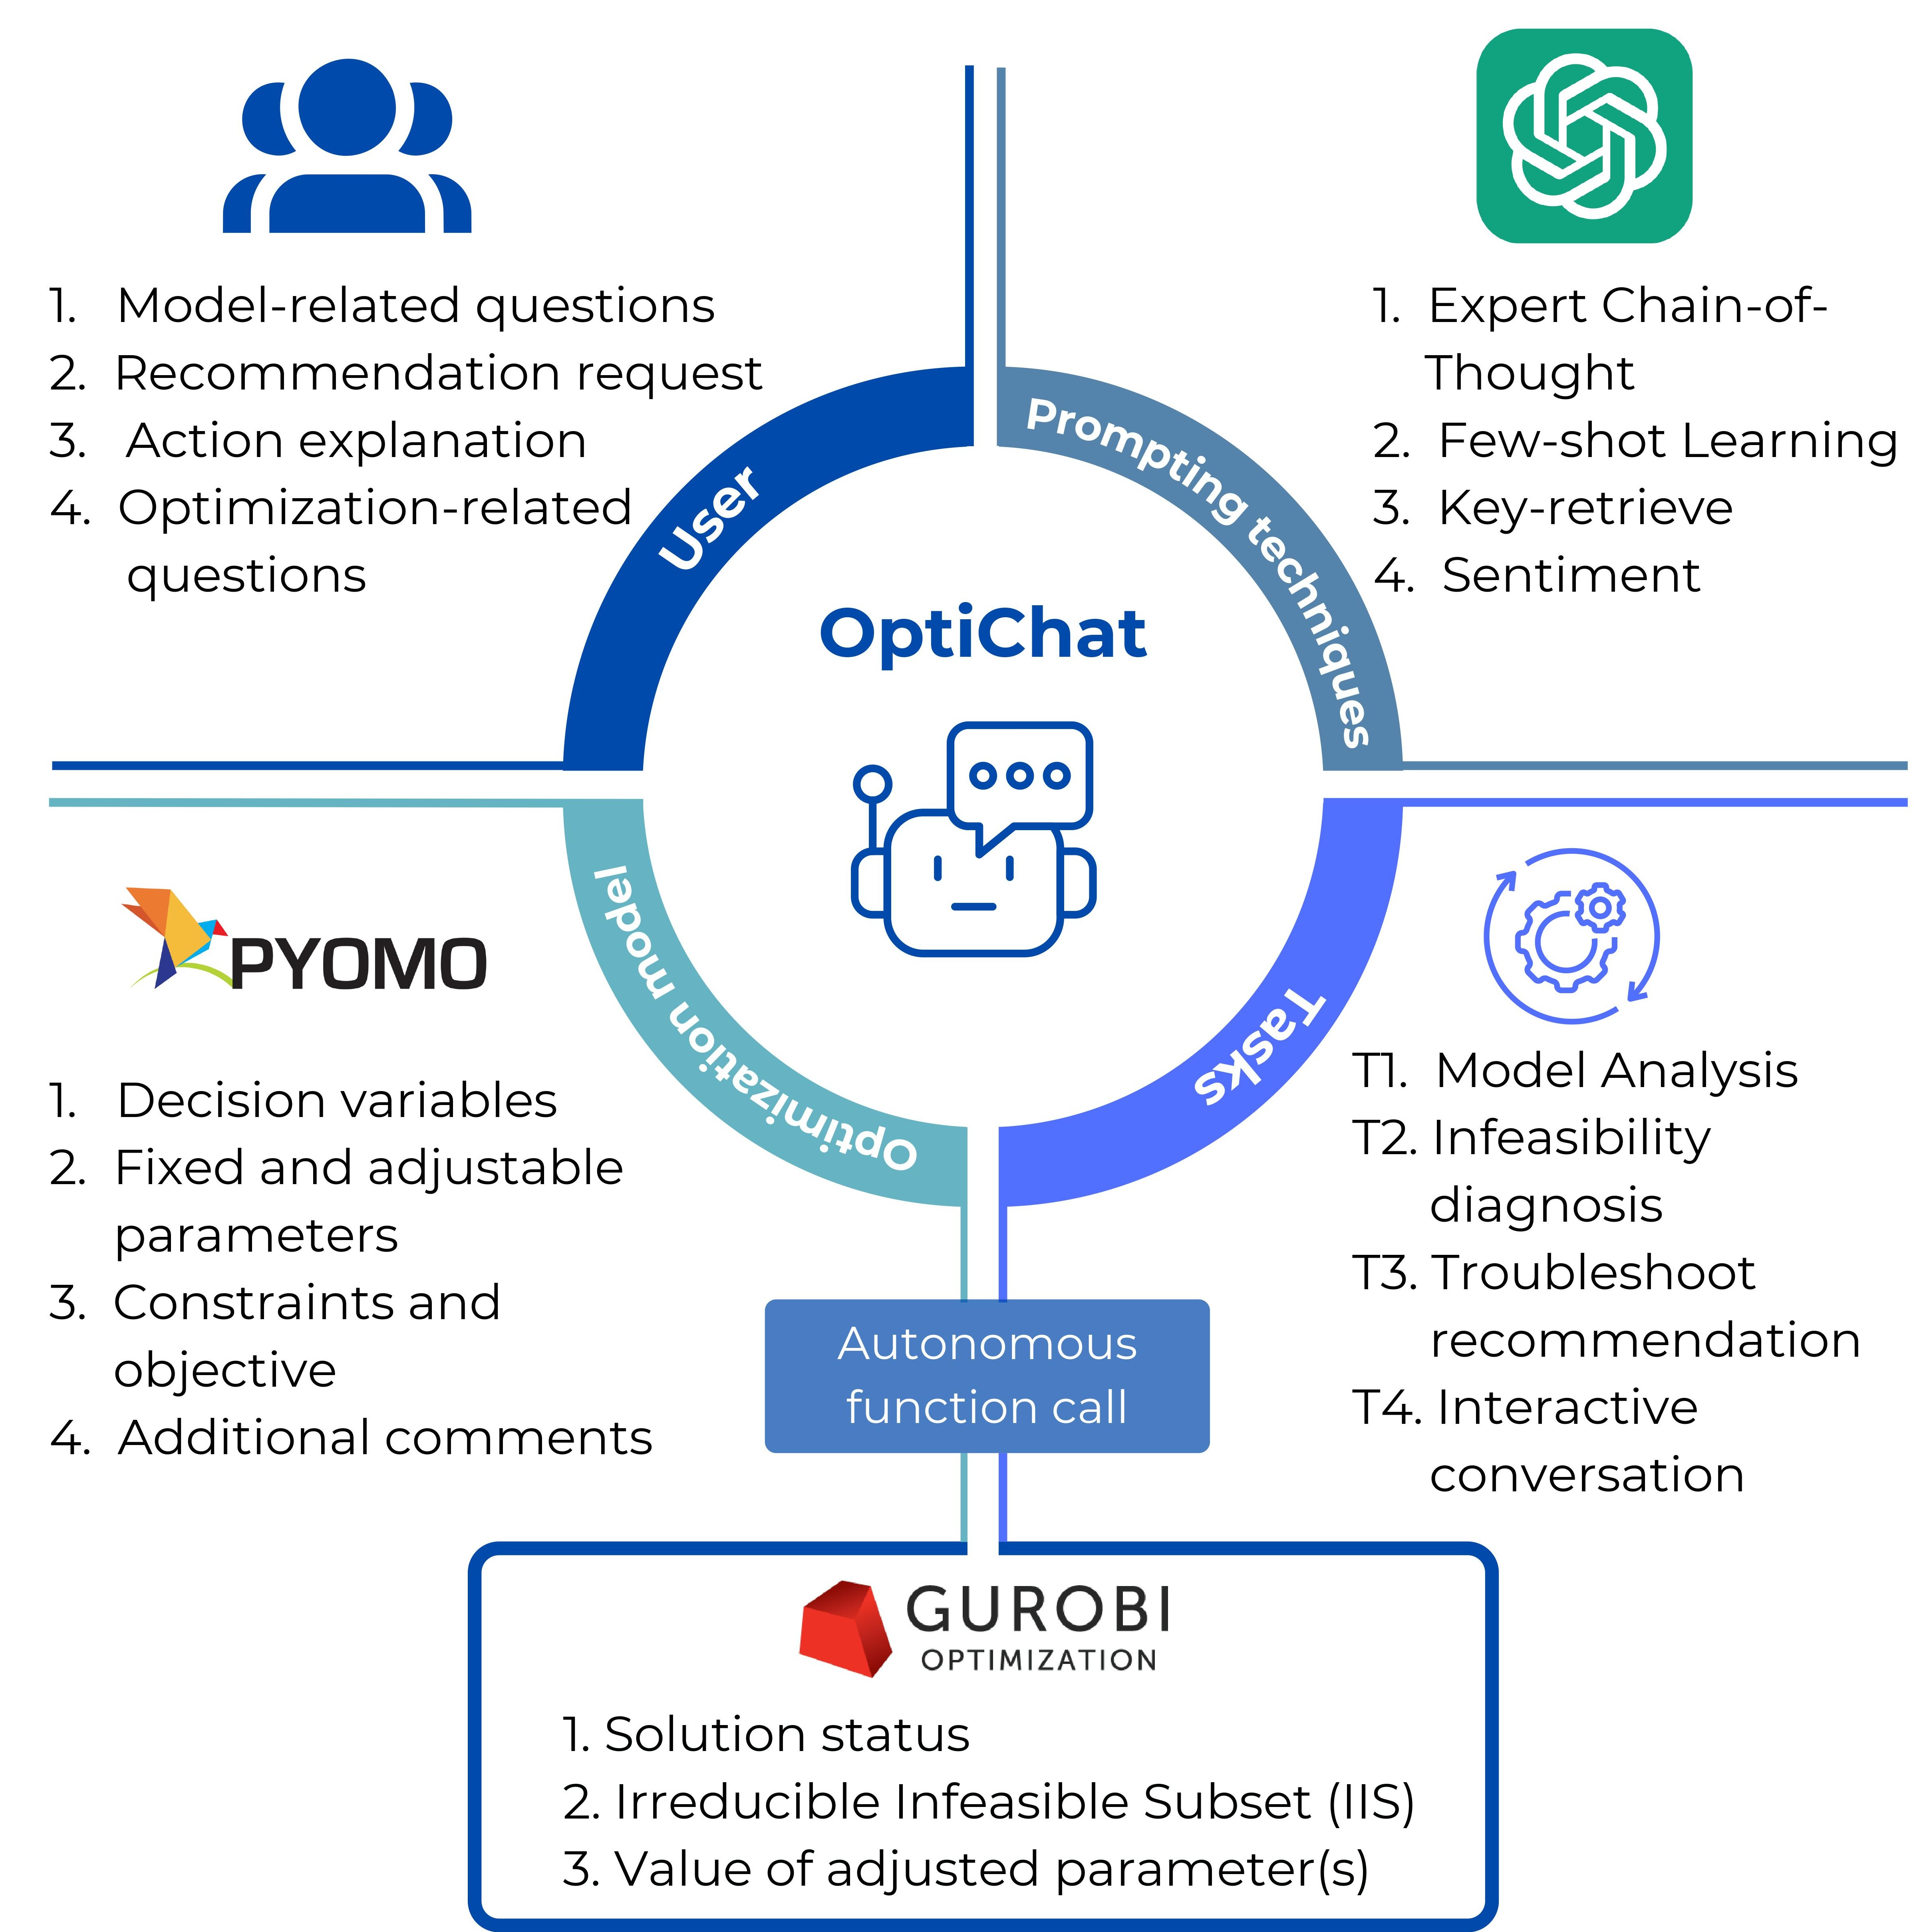 1. Model-related questions
2. Recommendation request
3. Action explanation
4. Optimization-related
questions
User
1. Expert Chain-of-
Thought
2. Few-shot Learning
3. Key-retrieve
4. Sentiment
Prompting techniques
OptiChat
PYOMO
1. Decision variables
2. Fixed and adjustable
parameters
3. Constraints and
objective
4. Additional comments
Optimization model
Tasks
T1. Model Analysis
T2. Infeasibility
diagnosis
T3. Troubleshoot
recommendation
T4. Interactive
conversation
Autonomous
function call
GUROBI
OPTIMIZATION
1. Solution status
2. Irreducible Infeasible Subset (IIS)
3. Value of adjusted parameter(s)